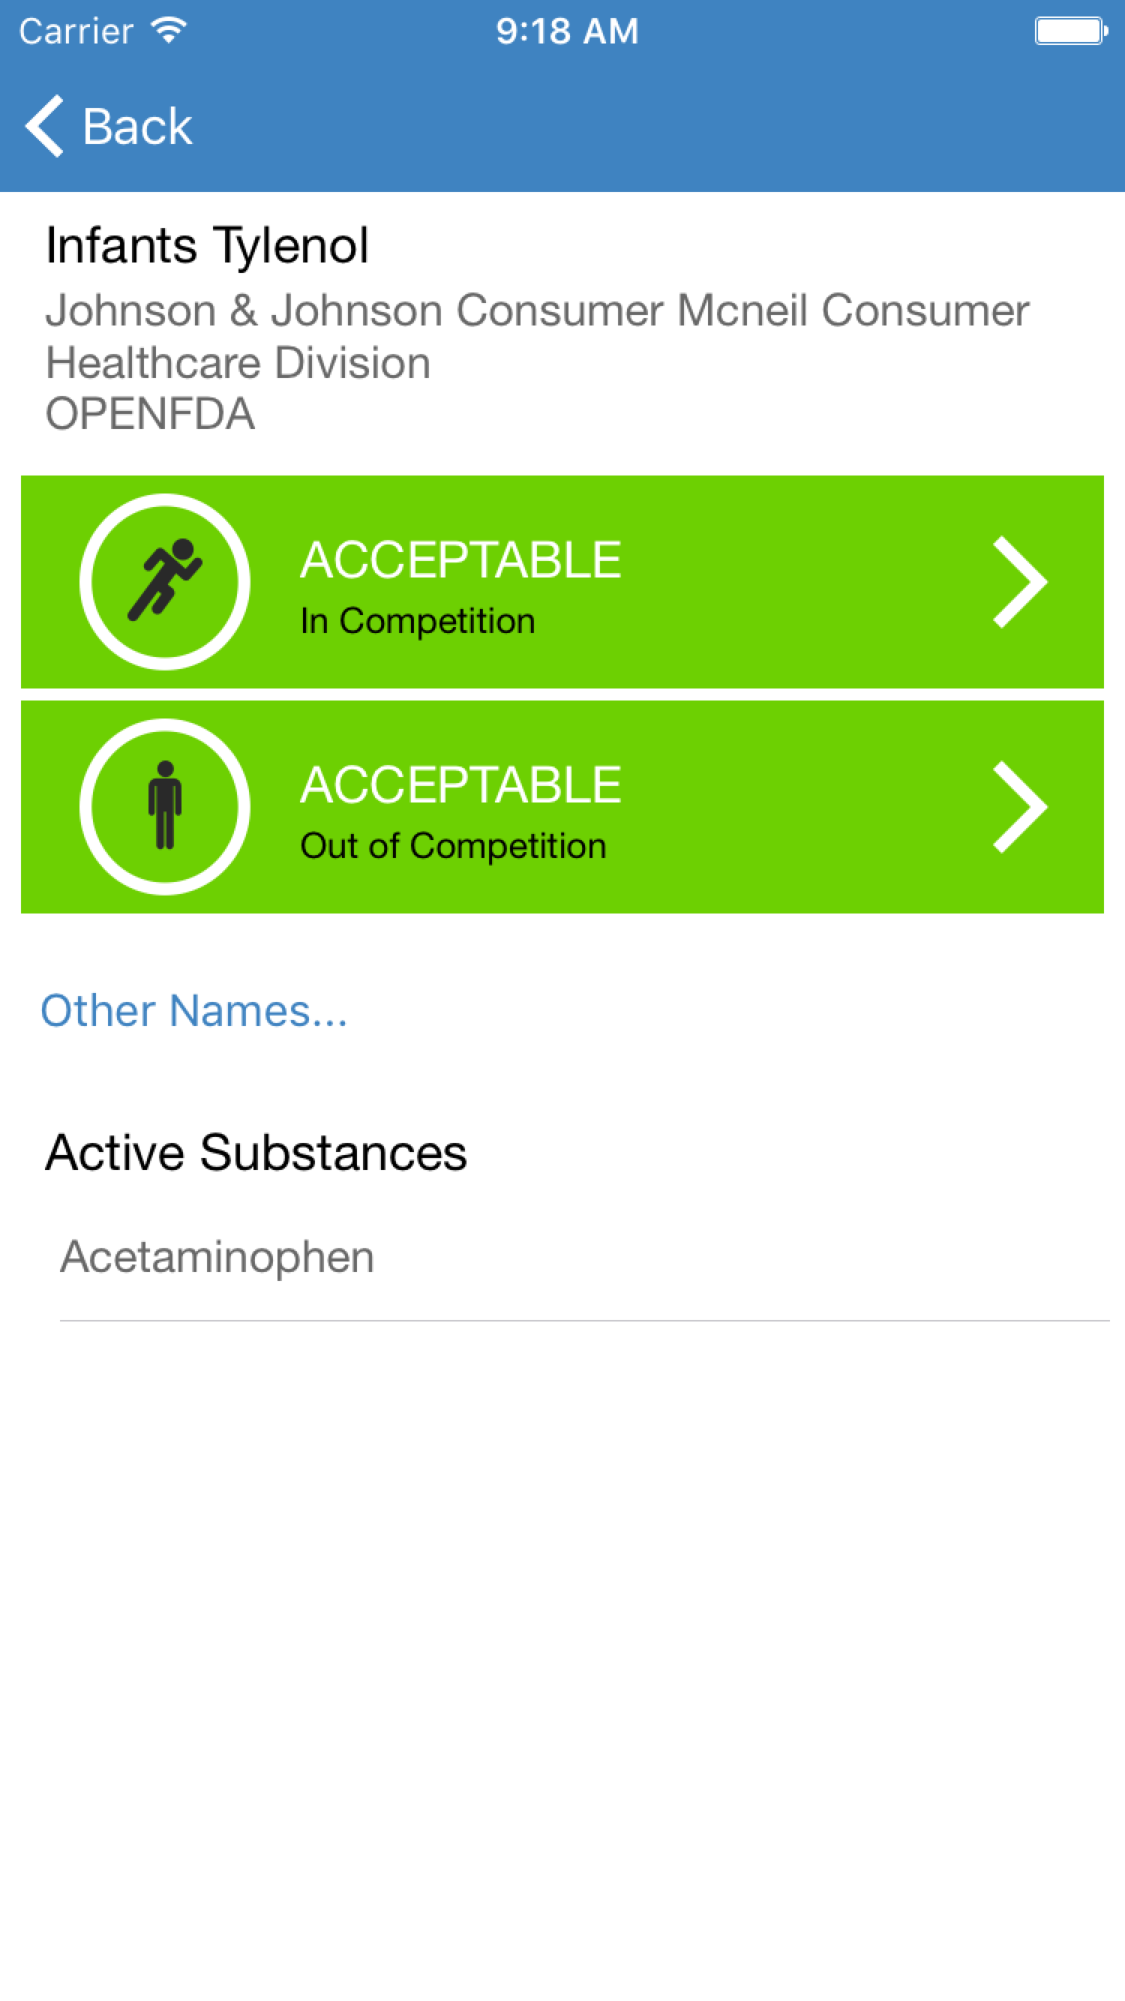 Carrier 9:18 AM
Back
Infants Tylenol
Johnson & Johnson Consumer Mcneil Consumer
Healthcare Division
OPENFDA
ACCEPTABLE
In Competition
ACCEPTABLE
Out of Competition
Other Names...
Active Substances
Acetaminophen